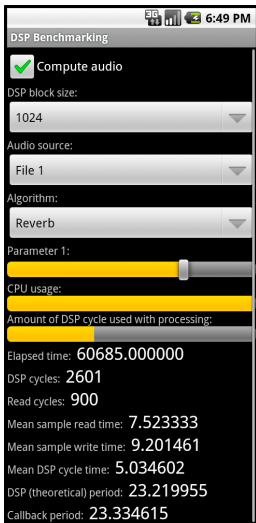 3G 6:49 PM
DSP Benchmarking
Compute audio
DSP block size:
1024
Audio source:
File 1
Algorithm:
Reverb
Parameter 1:
CPU usage:
Amount of DSP cycle used with processing:
Elapsed time: 60685.000000
DSP cycles: 2601
Read cycles: 900
Mean sample read time: 7.523333
Mean sample write time: 9.201461
Mean DSP cycle time: 5.034602
DSP (theoretical) period: 23.219955
Callback period: 23.334615